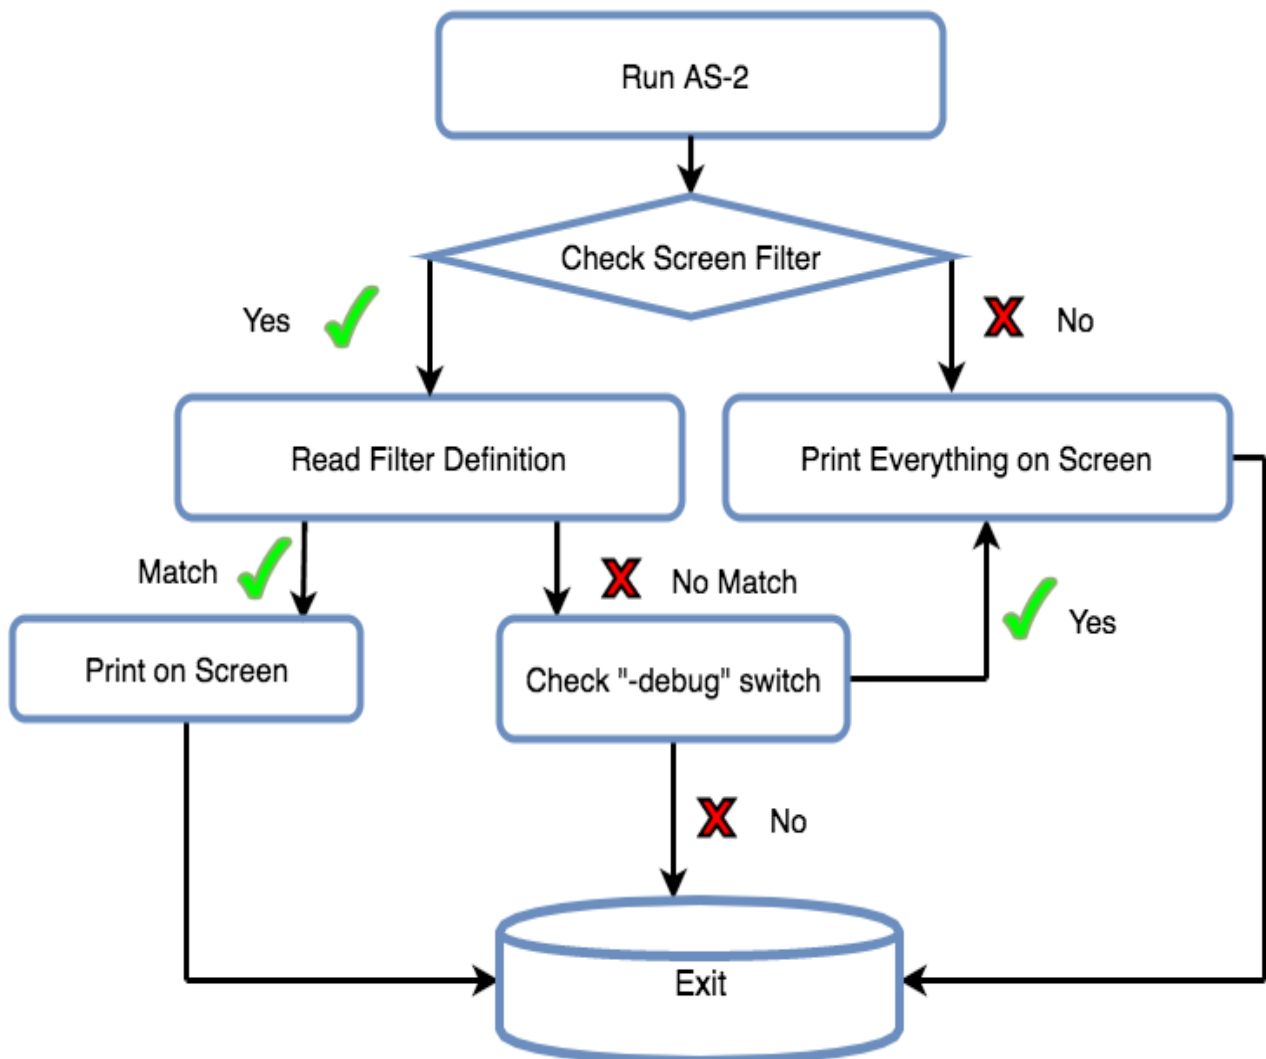 Run AS-2
Check Screen Filter
Yes
X No
Read Filter Definition
Print Everything on Screen
Match
X No Match
Yes
Print on Screen
Check "-debug" switch
X No
Exit